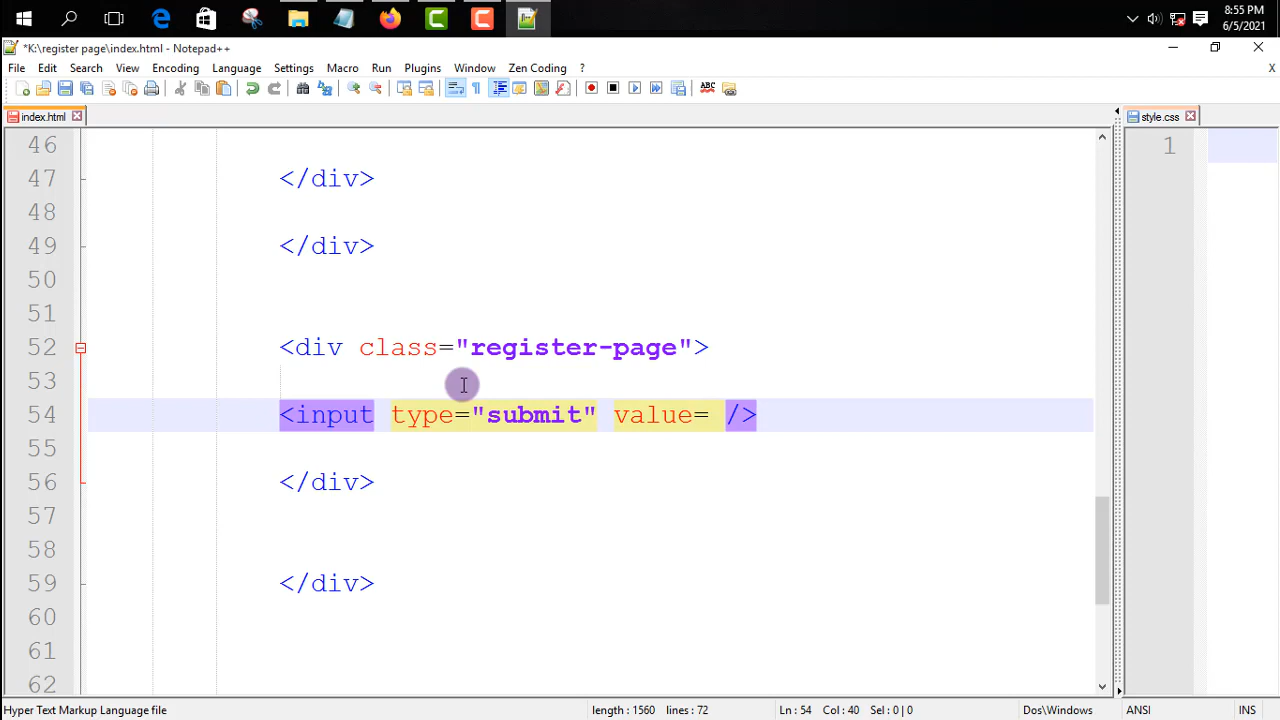 8:55 PM
6/5/2021
*K:\register page\index.html - Notepad++
File Edit Search View Encoding Language Settings Macro Run Plugins Window Zen Coding ? X
ABC
index.html
style.css
46
1
47 </div>
48
49 </div>
50
51
52 <div class="register-page">
53
54 <input type="submit" value= />
55
56 </div>
57
58
59 </div>
60
61
62
Hyper Text Markup Language file length : 1560 lines : 72 Ln : 54 Col : 40 Sel : 0 | 0 Dos\Windows ANSI INS